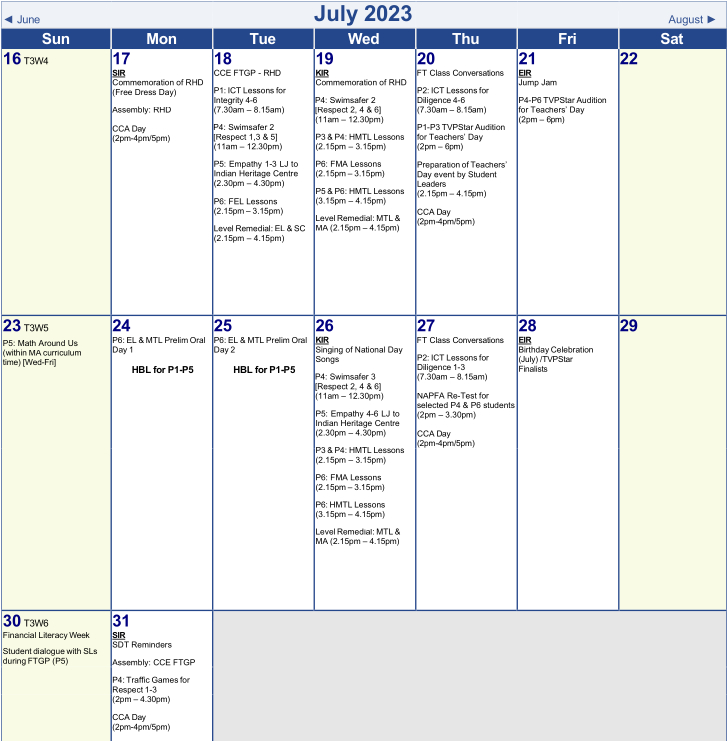 ◄ June
July 2023
August ►
Sun
Mon
Tue
Wed
Thu
Fri
Sat
16 T3W4
17
SIR
Commemoration of RHD
(Free Dress Day)
Assembly: RHD
CCA Day
(2pm-4pm/5pm)
18
CCE FTGP - RHD
P1: ICT Lessons for
Integrity 4-6
(7.30am – 8.15am)
P4: Swimsafer 2
[Respect 1,3 & 5]
(11am – 12.30pm)
P5: Empathy 1-3 LJ to
Indian Heritage Centre
(2.30pm – 4.30pm)
P6: FEL Lessons
(2.15pm – 3.15pm)
Level Remedial: EL & SC
(2.15pm – 4.15pm)
19
KIR
Commemoration of RHD
P4: Swimsafer 2
[Respect 2, 4 & 6]
(11am – 12.30pm)
P3 & P4: HMTL Lessons
(2.15pm – 3.15pm)
P6: FMA Lessons
(2.15pm – 3.15pm)
P5 & P6: HMTL Lessons
(3.15pm – 4.15pm)
Level Remedial: MTL &
MA (2.15pm – 4.15pm)
20
FT Class Conversations
P2: ICT Lessons for
Diligence 4-6
(7.30am – 8.15am)
P1-P3 TVPStar Audition
for Teachers' Day
(2pm – 6pm)
Preparation of Teachers'
Day event by Student
Leaders
(2.15pm – 4.15pm)
CCA Day
(2pm-4pm/5pm)
21
EIR
Jump Jam
P4-P6 TVPStar Audition
for Teachers' Day
(2pm – 6pm)
22
23 T3W5
P5: Math Around Us
(within MA curriculum
time) [Wed-Fri]
24
P6: EL & MTL Prelim Oral
Day 1
HBL for P1-P5
25
P6: EL & MTL Prelim Oral
Day 2
HBL for P1-P5
26
KIR
Singing of National Day
Songs
P4: Swimsafer 3
[Respect 2, 4 & 6]
(11am – 12.30pm)
P5: Empathy 4-6 LJ to
Indian Heritage Centre
(2.30pm – 4.30pm)
P3 & P4: HMTL Lessons
(2.15pm – 3.15pm)
P6: FMA Lessons
(2.15pm – 3.15pm)
P6: HMTL Lessons
(3.15pm – 4.15pm)
Level Remedial: MTL &
MA (2.15pm – 4.15pm)
27
FT Class Conversations
P2: ICT Lessons for
Diligence 1-3
(7.30am – 8.15am)
NAPFA Re-Test for
selected P4 & P6 students
(2pm – 3.30pm)
CCA Day
(2pm-4pm/5pm)
28
EIR
Birthday Celebration
(July) /TVPStar
Finalists
29
30 T3W6
Financial Literacy Week
Student dialogue with SLs
during FTGP (P5)
31
SIR
SDT Reminders
Assembly: CCE FTGP
P4: Traffic Games for
Respect 1-3
(2pm – 4.30pm)
CCA Day
(2pm-4pm/5pm)